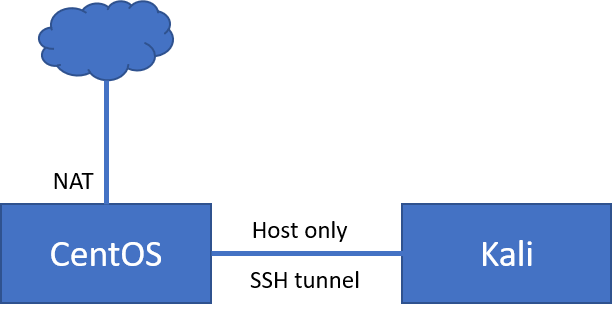 NAT
Host only
CentOS
Kali
SSH tunnel